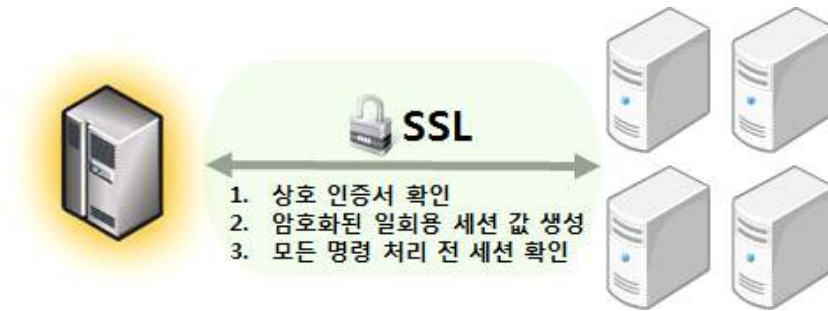 SSL
1. 상호 인증서 확인
2. 암호화된 일회용 세션 값 생성
3. 모든 명령 처리 전 세션 확인